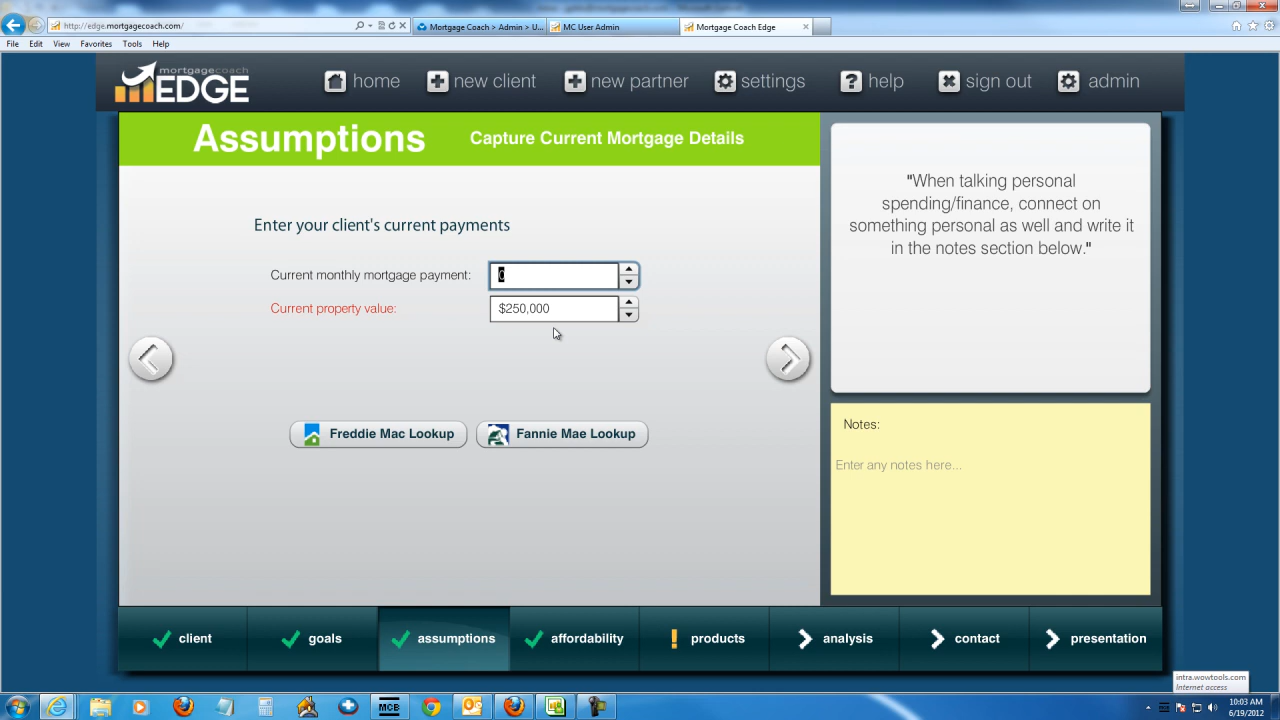 http://edge.mortgagecoach.com/
Mortgage Coach > Admin > U...
MC User Admin
Mortgage Coach Edge
File Edit View Favorites Tools Help
mortgagecoach
EDGE
home
new client
new partner
settings
help
sign out
admin
Assumptions
Capture Current Mortgage Details
Enter your client's current payments
Current monthly mortgage payment:
0
Current property value:
$250,000
Freddie Mac Lookup
Fannie Mae Lookup
"When talking personal
spending/finance, connect on
something personal as well and write it
in the notes section below."
Notes:
Enter any notes here...
client
goals
assumptions
affordability
products
analysis
contact
presentation
intra.wowtools.com
Internet access
MCB
10:03 AM
6/19/2012